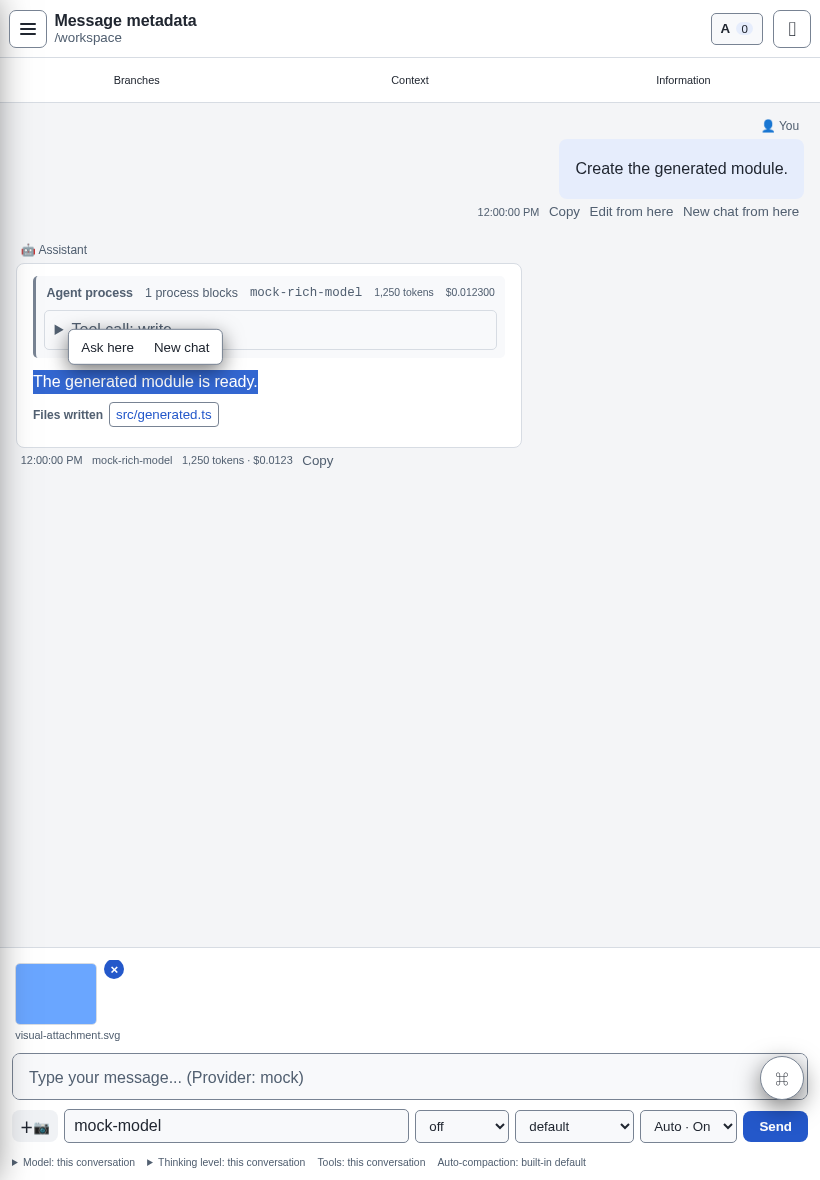 Message metadata
/workspace
A 0
Branches Context Information
👤 You
Create the generated module.
12:00:00 PM Copy Edit from here New chat from here
🤖 Assistant
Agent process 1 process blocks mock-rich-model 1,250 tokens $0.012300
Tool call: write
Ask here New chat
The generated module is ready.
Files written src/generated.ts
12:00:00 PM mock-rich-model 1,250 tokens · $0.0123 Copy
visual-attachment.svg
Type your message... (Provider: mock)
mock-model off default Auto · On Send
Model: this conversation Thinking level: this conversation Tools: this conversation Auto-compaction: built-in default